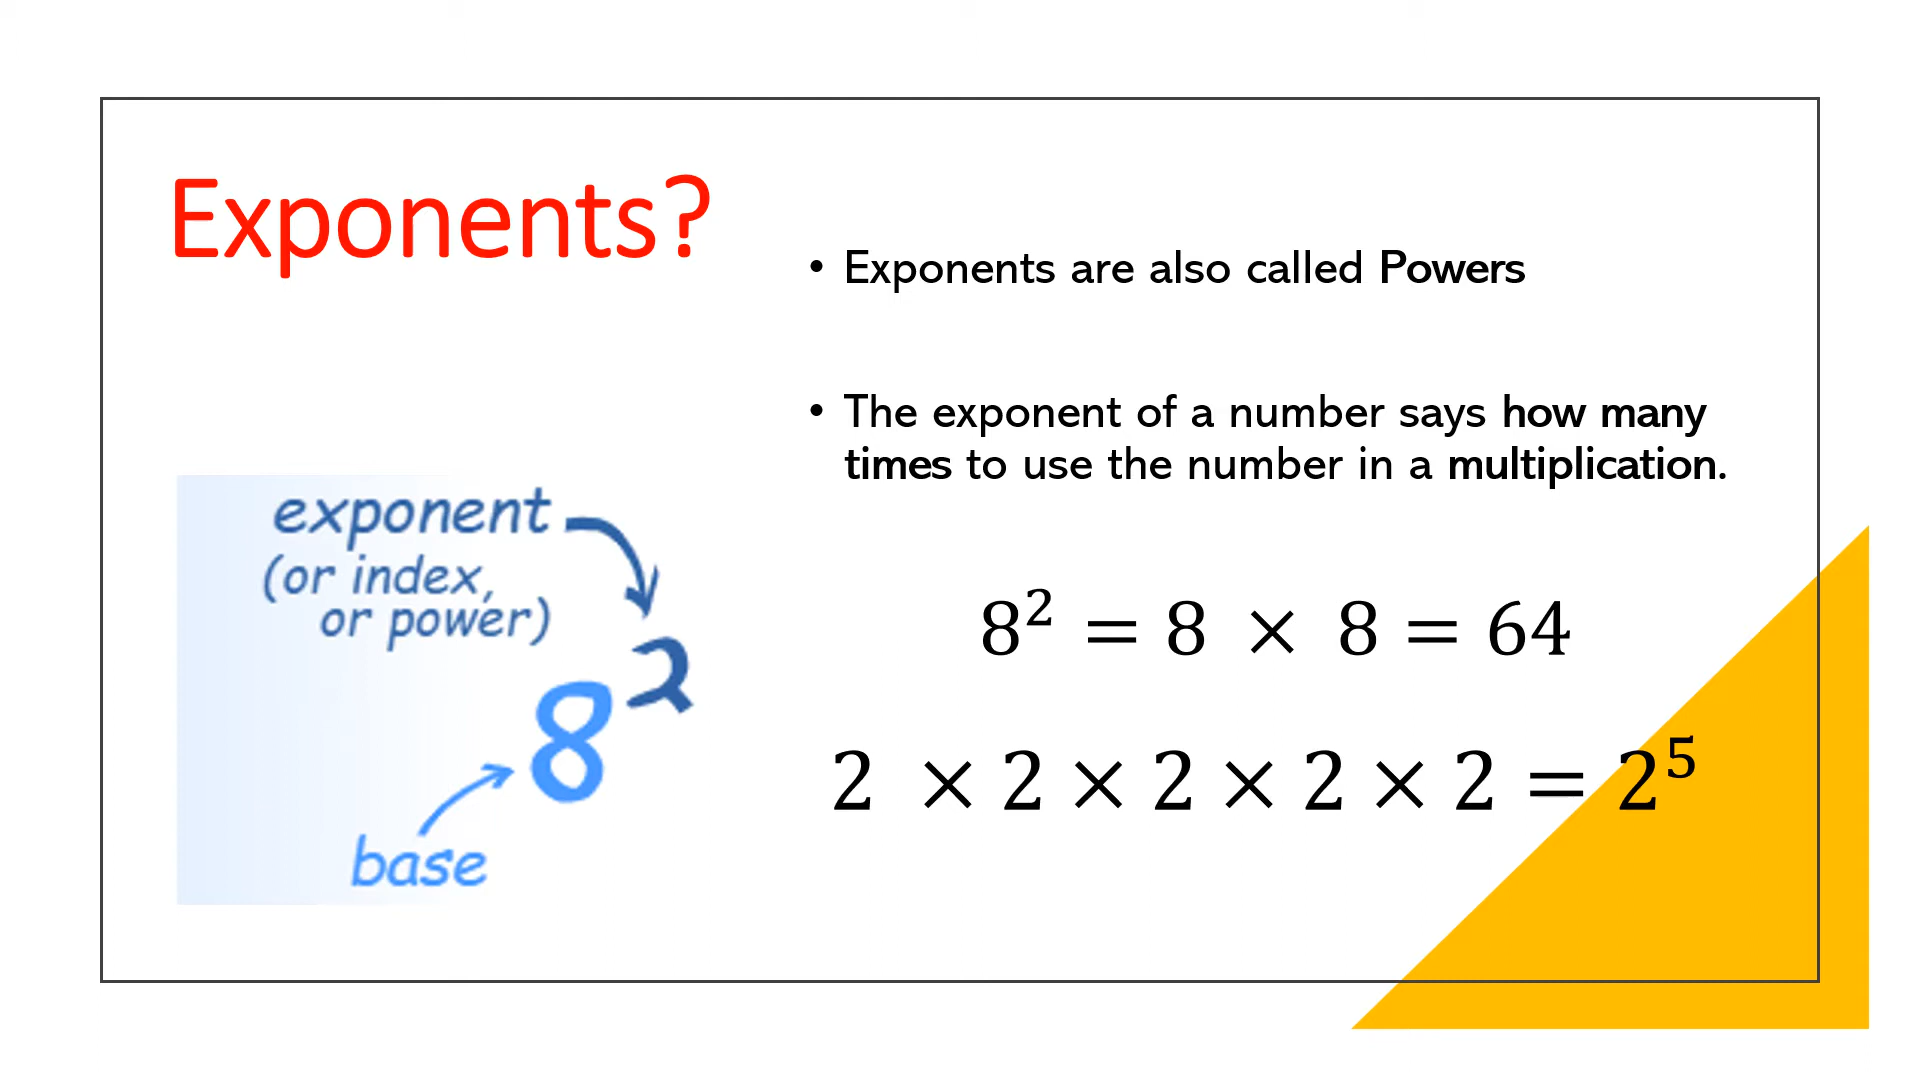 Exponents?
• Exponents are also called Powers
• The exponent of a number says how many
times to use the number in a multiplication.
exponent
(or index,
or power)
8²
base
8² = 8 × 8 = 64
2 × 2 × 2 × 2 × 2 = 2⁵